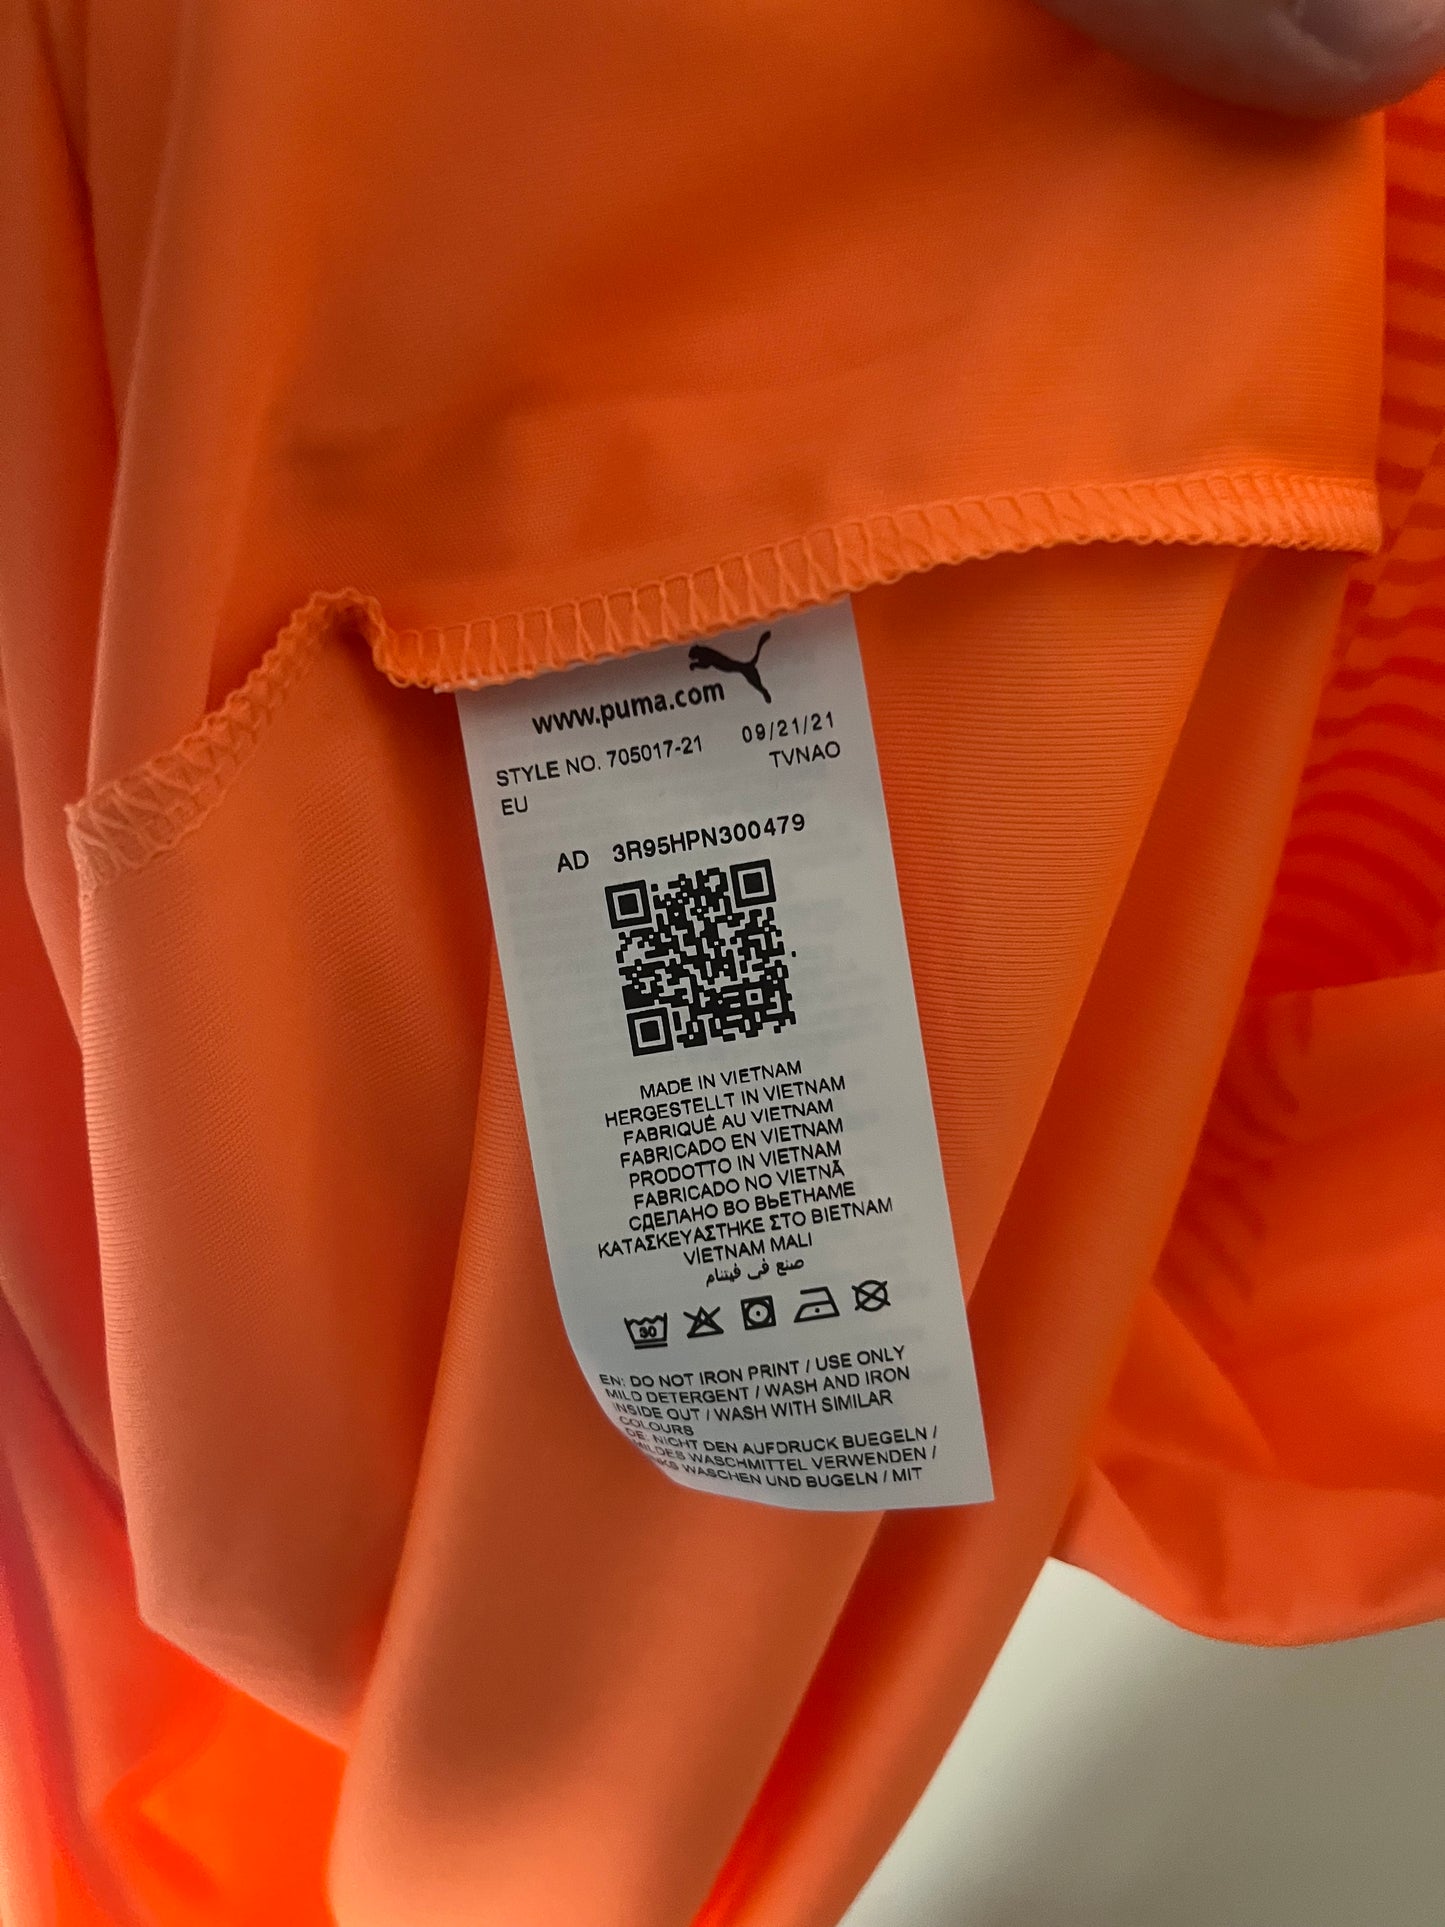 www.puma.com
STYLE NO. 705017-21 09/21/21
EU TVNAO
AD 3R95HPN300479
MADE IN VIETNAM
HERGESTELLT IN VIETNAM
FABRIQUÉ AU VIETNAM
FABRICADO EN VIETNAM
PRODOTTO IN VIETNAM
FABRICADO NO VIETNÃ
СДЕЛАНО ВО ВЬЕТНАМЕ
ΚΑΤΑΣΚΕΥΑΣΤΗΚΕ ΣΤΟ ΒΙΕΤΝΑΜ
VİETNAM MALI
صنع في فيتنام
30
EN: DO NOT IRON PRINT / USE ONLY
MILD DETERGENT / WASH AND IRON
INSIDE OUT / WASH WITH SIMILAR
COLOURS
DE: NICHT DEN AUFDRUCK BUEGELN /
MILDES WASCHMITTEL VERWENDEN /
WASCHEN UND BUGELN / MIT